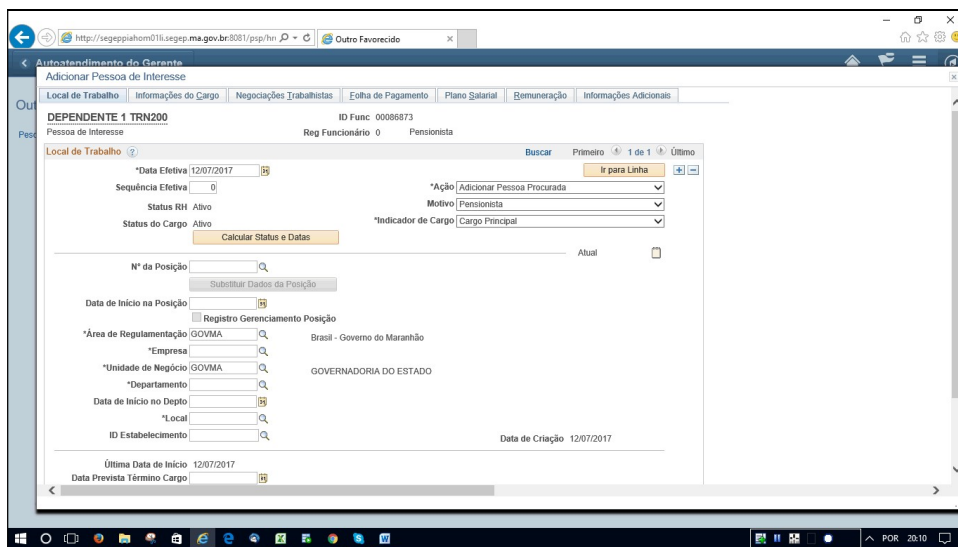 http://segeppiahom01li.segep.ma.gov.br:8081/psp/hr
Outro Favorecido
Autoatendimento do Gerente
Out
Pesq
Adicionar Pessoa de Interesse
Local de Trabalho Informações do Cargo Negociações Trabalhistas Folha de Pagamento Plano Salarial Remuneração Informações Adicionais
DEPENDENTE 1 TRN200 ID Func 00086873
Pessoa de Interesse Reg Funcionário 0 Pensionista
Local de Trabalho ? Buscar Primeiro 1 de 1 Último
*Data Efetiva 12/07/2017 Ir para Linha + -
Sequência Efetiva 0 *Ação Adicionar Pessoa Procurada
Status RH Ativo Motivo Pensionista
Status do Cargo Ativo *Indicador de Cargo Cargo Principal
Calcular Status e Datas
Atual
Nº da Posição
Substituir Dados da Posição
Data de Início na Posição
Registro Gerenciamento Posição
*Área de Regulamentação GOVMA Brasil - Governo do Maranhão
*Empresa
*Unidade de Negócio GOVMA GOVERNADORIA DO ESTADO
*Departamento
Data de Início no Depto
*Local
ID Estabelecimento Data de Criação 12/07/2017
Última Data de Início 12/07/2017
Data Prevista Término Cargo
POR 20:10